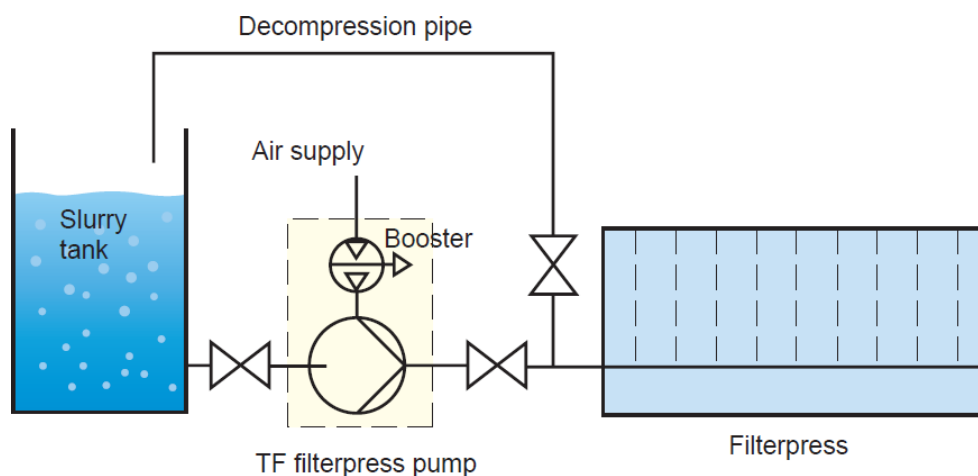 Decompression pipe
Air supply
Slurry
tank
Booster
Filterpress
TF filterpress pump